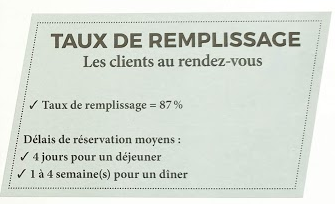 TAUX DE REMPLISSAGE
Les clients au rendez-vous
✓ Taux de remplissage = 87 %
Délais de réservation moyens :
✓ 4 jours pour un déjeuner
✓ 1 à 4 semaine(s) pour un dîner